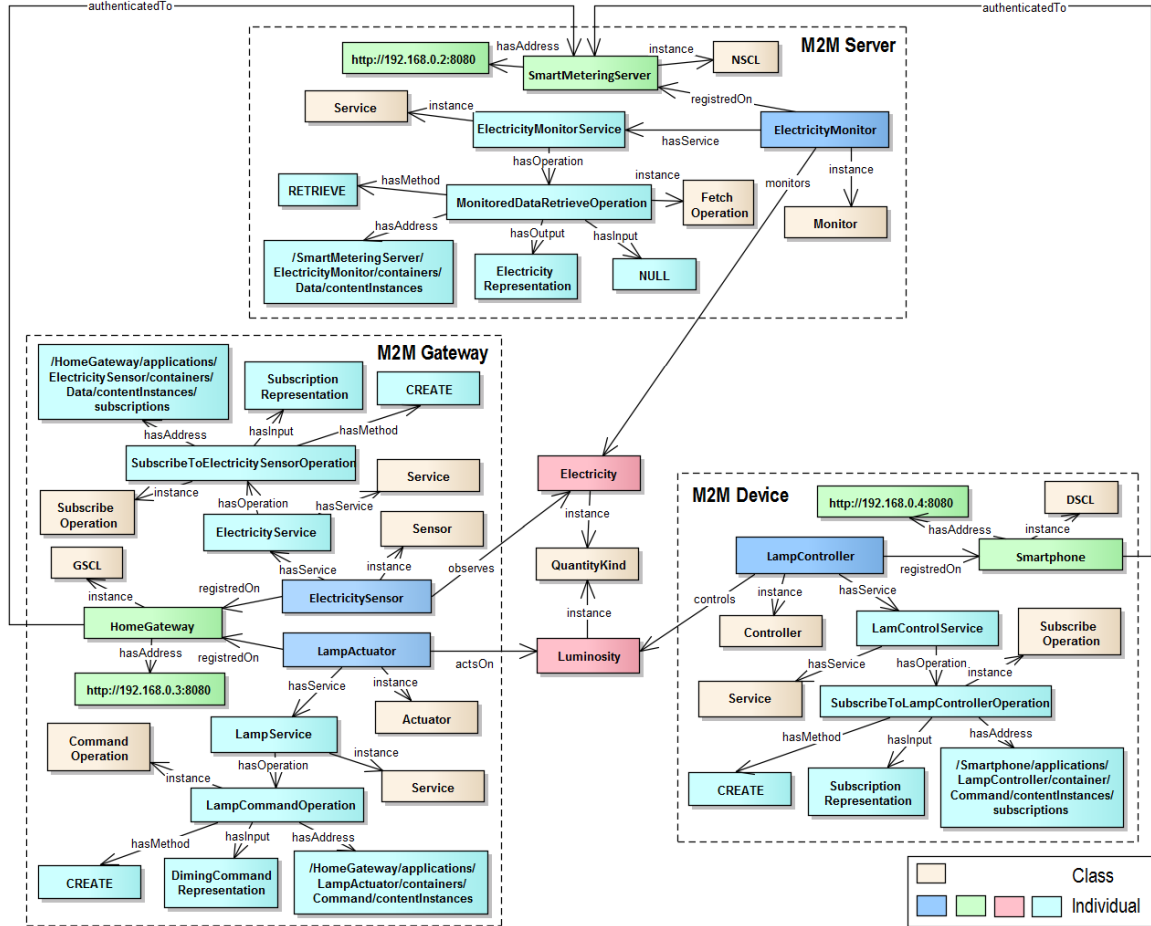 authenticatedTo
authenticatedTo
M2M Server
hasAddress
instance
http://192.168.0.2:8080
SmartMeteringServer
NSCL
registredOn
Service
instance
ElectricityMonitorService
hasService
ElectricityMonitor
hasOperation
instance
RETRIEVE
hasMethod
MonitoredDataRetrieveOperation
instance
Fetch
Operation
monitors
Monitor
hasAddress
hasOutput
hasInput
/SmartMeteringServer/
ElectricityMonitor/containers/
Data/contentInstances
Electricity
Representation
NULL
M2M Gateway
/HomeGateway/applications/
ElectricitySensor/containers/
Data/contentInstances/
subscriptions
Subscription
Representation
CREATE
hasAddress
hasInput
hasMethod
SubscribeToElectricitySensorOperation
instance
hasOperation
hasService
Service
Subscribe
Operation
ElectricityService
Sensor
GSCL
hasService
instance
observes
instance
registredOn
ElectricitySensor
HomeGateway
hasAddress
registredOn
LampActuator
actsOn
http://192.168.0.3:8080
hasService
instance
Actuator
Command
Operation
LampService
instance
hasOperation
instance
Service
LampCommandOperation
hasMethod
hasInput
hasAddress
CREATE
DimingCommand
Representation
/HomeGateway/applications/
LampActuator/containers/
Command/contentInstances
Electricity
instance
QuantityKind
instance
Luminosity
M2M Device
http://192.168.0.4:8080
DSCL
hasAddress
instance
LampController
registredOn
Smartphone
controls
instance
hasService
Controller
LamControlService
Subscribe
Operation
hasService
hasOperation
instance
Service
SubscribeToLampControllerOperation
hasMethod
hasInput
hasAddress
CREATE
Subscription
Representation
/Smartphone/applications/
LampController/container/
Command/contentInstances/
subscriptions
Class
Individual